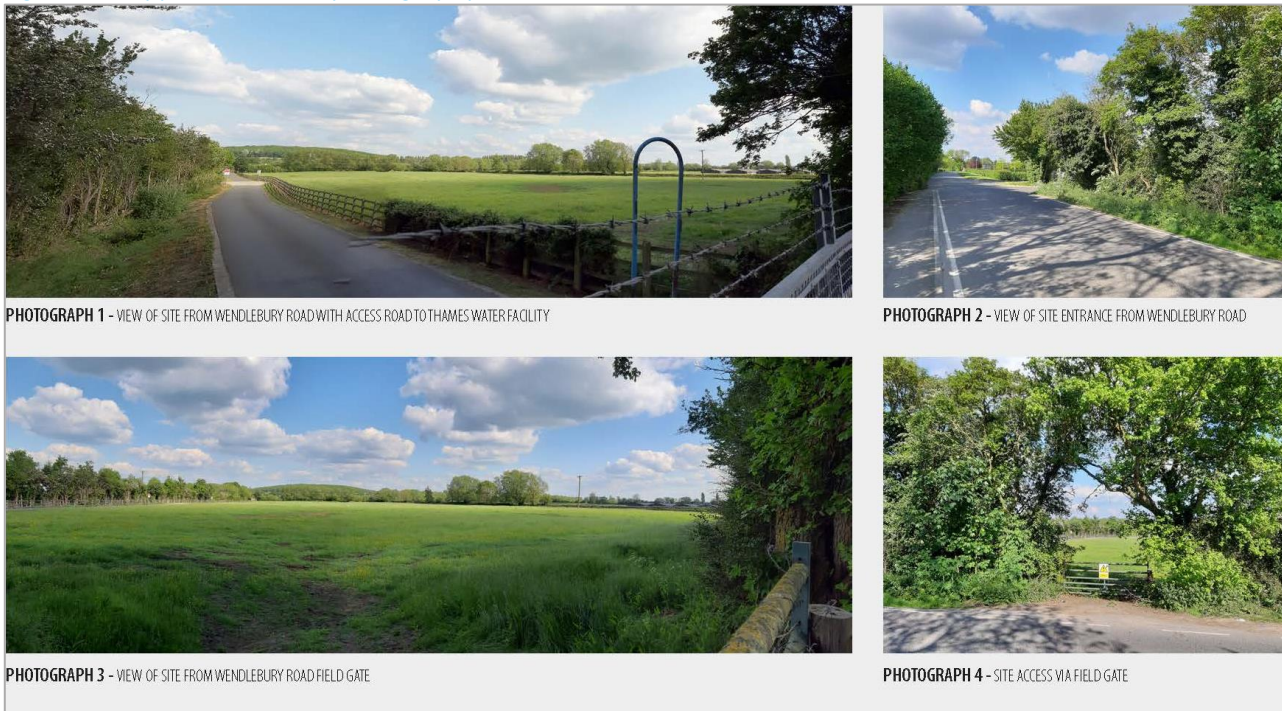 PHOTOGRAPH 1 - VIEW OF SITE FROM WENDLEBURY ROAD WITH ACCESS ROAD TO THAMES WATER FACILITY
PHOTOGRAPH 2 - VIEW OF SITE ENTRANCE FROM WENDLEBURY ROAD
PHOTOGRAPH 3 - VIEW OF SITE FROM WENDLEBURY ROAD FIELD GATE
PHOTOGRAPH 4 - SITE ACCESS VIA FIELD GATE